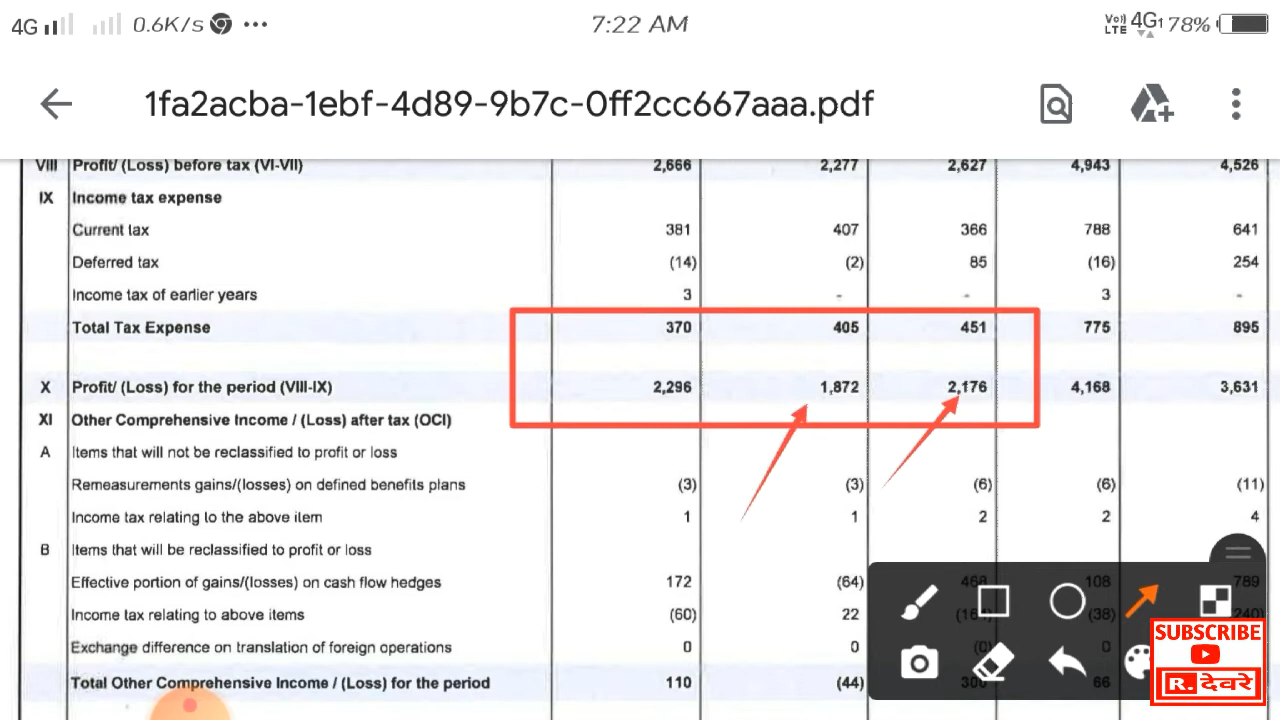 4G 0.6K/s ••• 7:22 AM Vo)) LTE 4G1 78%
1fa2acba-1ebf-4d89-9b7c-0ff2cc667aaa.pdf
VIII Profit/ (Loss) before tax (VI-VII) 2,666 2,277 2,627 4,943 4,526
IX Income tax expense
Current tax 381 407 366 788 641
Deferred tax (14) (2) 85 (16) 254
Income tax of earlier years 3 - - 3 -
Total Tax Expense 370 405 451 775 895
X Profit/ (Loss) for the period (VIII-IX) 2,296 1,872 2,176 4,168 3,631
XI Other Comprehensive Income / (Loss) after tax (OCI)
A Items that will not be reclassified to profit or loss
Remeasurements gains/(losses) on defined benefits plans (3) (3) (6) (6) (11)
Income tax relating to the above item 1 1 2 2 4
B Items that will be reclassified to profit or loss
Effective portion of gains/(losses) on cash flow hedges 172 (64) 468 108 789
Income tax relating to above items (60) 22 (164) (38) 240)
Exchange difference on translation of foreign operations 0 0 (0) 0
Total Other Comprehensive Income / (Loss) for the period 110 (44) 300 66
SUBSCRIBE
R. देवरे